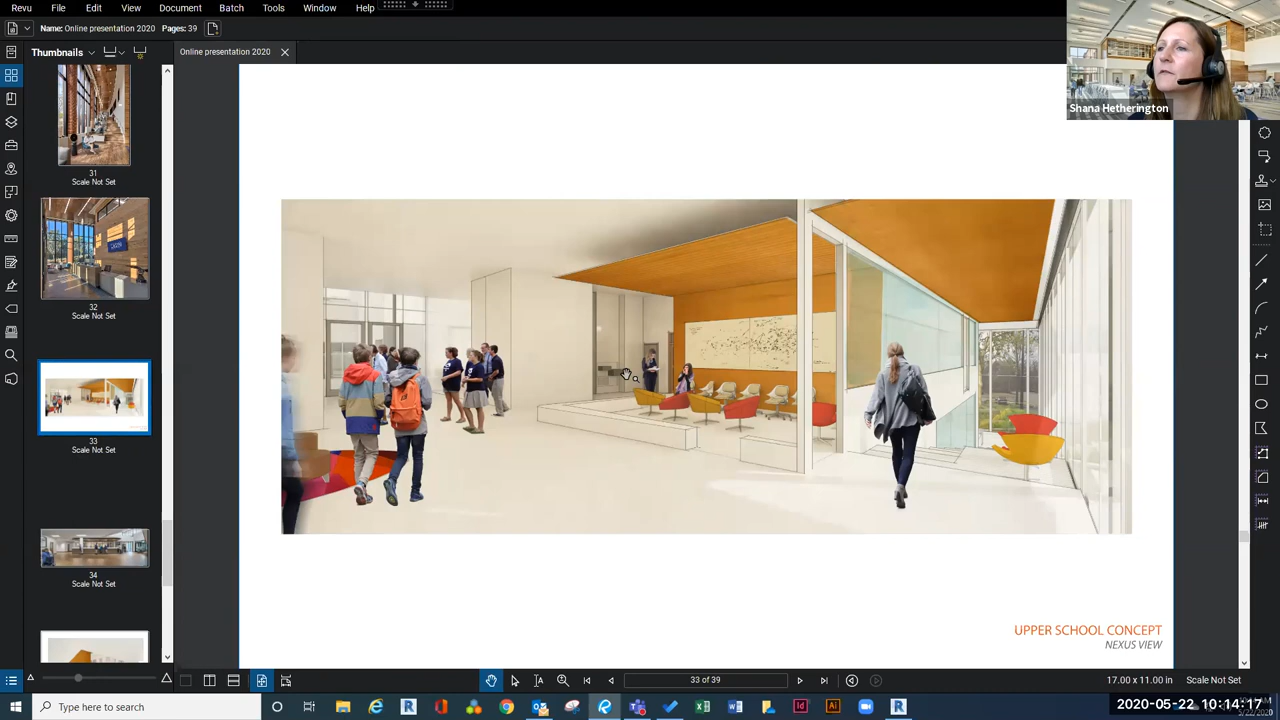 Revu File Edit View Document Batch Tools Window Help
Name: Online presentation 2020 Pages: 39
Thumbnails
Online presentation 2020
Shana Hetherington
31
Scale Not Set
32
Scale Not Set
33
Scale Not Set
34
Scale Not Set
UPPER SCHOOL CONCEPT
NEXUS VIEW
33 of 39
17.00 x 11.00 in
Scale Not Set
Type here to search
2020-05-22 10:14:17